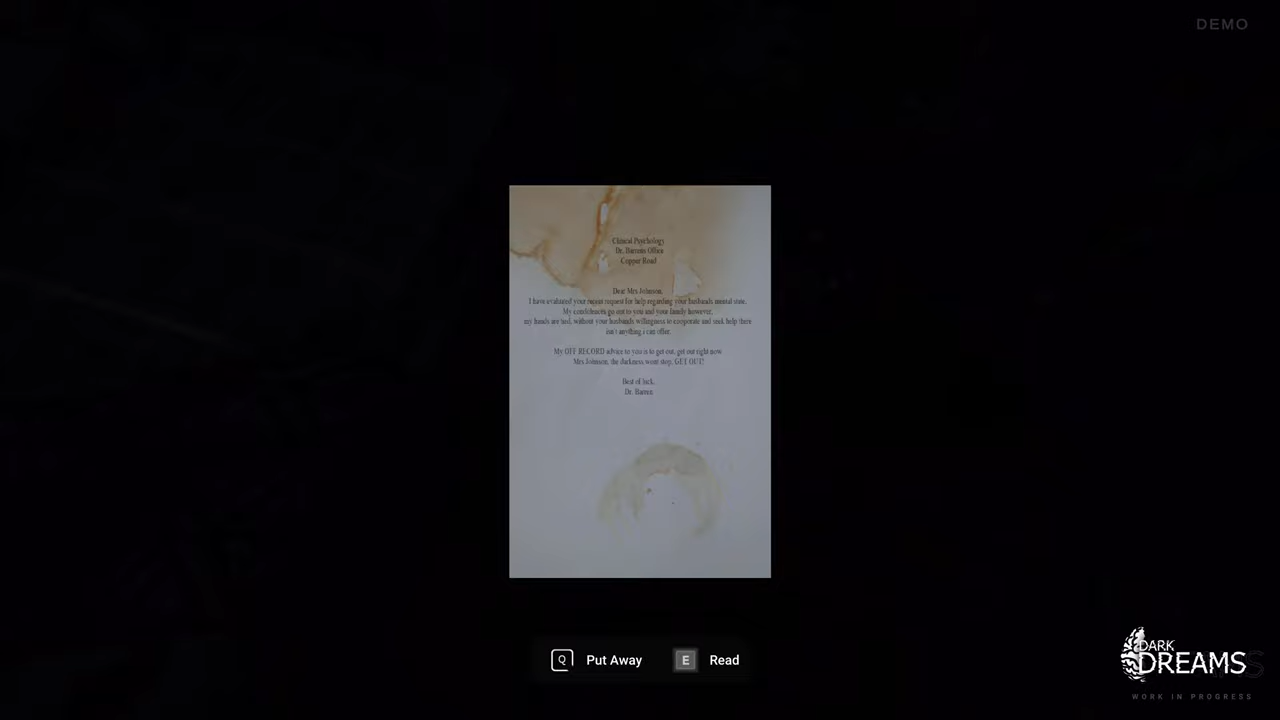 DEMO
Clinical Psychology
Dr. Barrons Office
Copper Road
Dear Mrs Johnson,
I have evaluated your recent request for help regarding your husbands mental state.
My condolences go out to you and your family however,
my hands are tied, without your husbands willingness to cooperate and seek help there
isn't anything i can offer.
My OFF RECORD advice to you is to get out, get out right now
Mrs Johnson, the darkness wont stop, GET OUT!
Best of luck,
Dr. Barron.
Q Put Away E Read
DARK
DREAMS
WORK IN PROGRESS